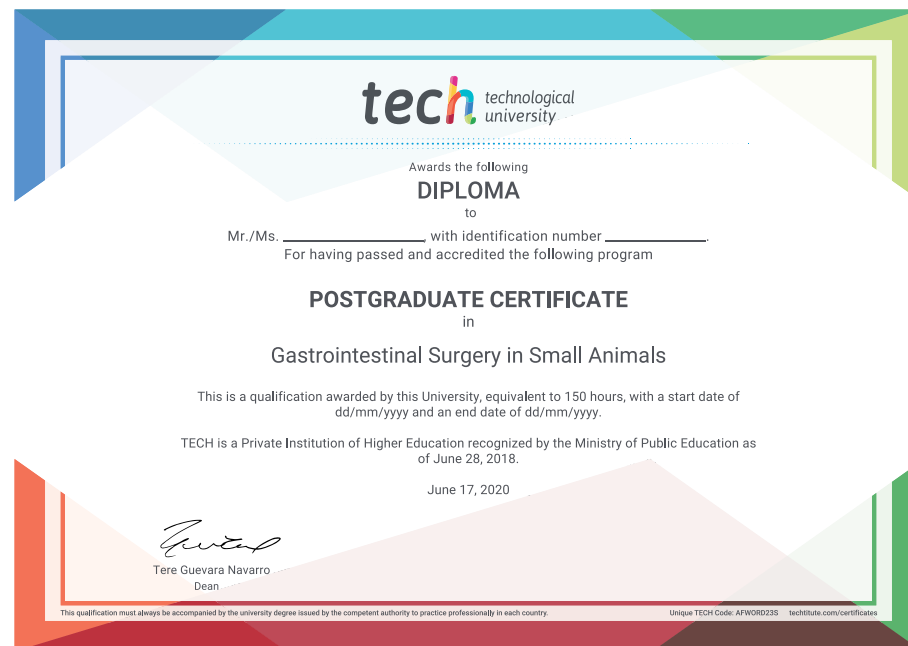 tech technological
university
Awards the following
DIPLOMA
to
Mr./Ms. ____________________, with identification number ______________.
For having passed and accredited the following program
POSTGRADUATE CERTIFICATE
in
Gastrointestinal Surgery in Small Animals
This is a qualification awarded by this University, equivalent to 150 hours, with a start date of
dd/mm/yyyy and an end date of dd/mm/yyyy.
TECH is a Private Institution of Higher Education recognized by the Ministry of Public Education as
of June 28, 2018.
June 17, 2020
Tere Guevara Navarro
Dean
This qualification must always be accompanied by the university degree issued by the competent authority to practice professionally in each country. Unique TECH Code: AFWORD23S techtitute.com/certificates